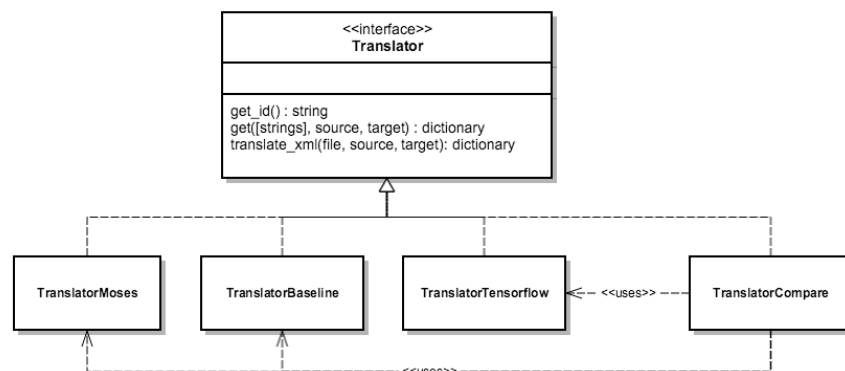 <<interface>>
Translator
get_id() : string
get([strings], source, target) : dictionary
translate_xml(file, source, target): dictionary
TranslatorMoses
TranslatorBaseline
TranslatorTensorflow
<<uses>>
TranslatorCompare
<<uses>>